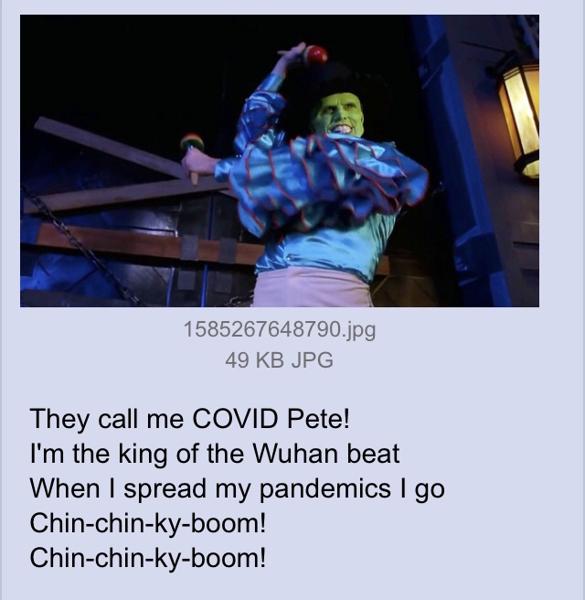 1585267648790.jpg
49 KB JPG
They call me COVID Pete!
I'm the king of the Wuhan beat
When I spread my pandemics I go
Chin-chin-ky-boom!
Chin-chin-ky-boom!